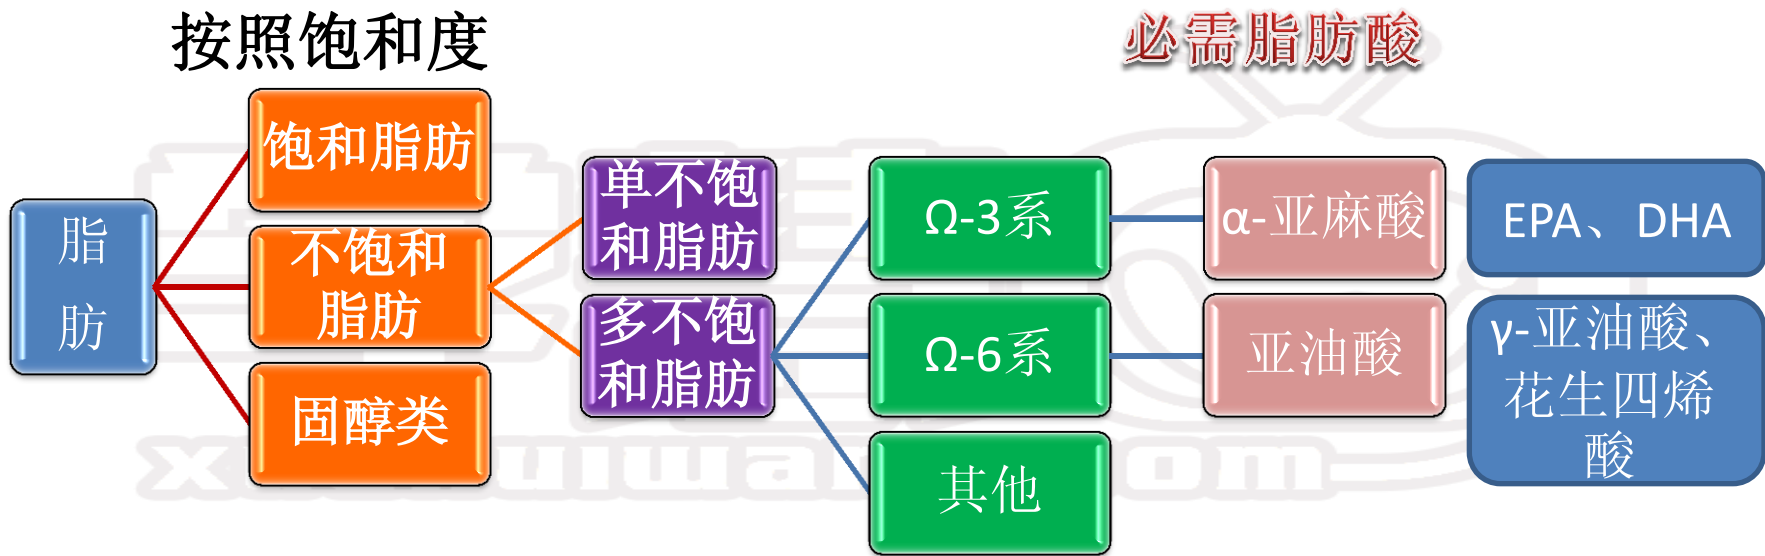 按照饱和度
必需脂肪酸
脂
肪
饱和脂肪
不饱和
脂肪
固醇类
单不饱
和脂肪
多不饱
和脂肪
Ω-3系
Ω-6系
其他
α-亚麻酸
亚油酸
EPA、DHA
γ-亚油酸、
花生四烯
酸